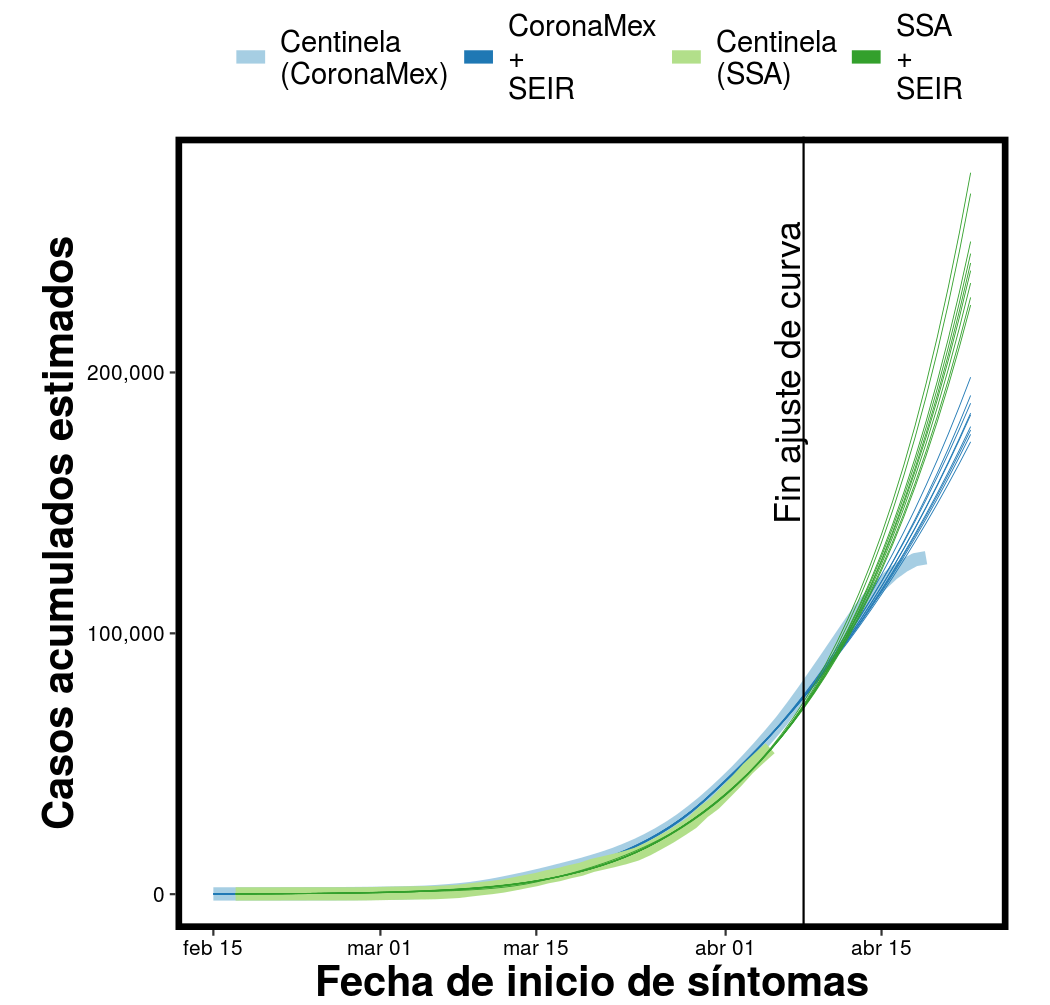 Centinela
(CoronaMex)
CoronaMex
+
SEIR
Centinela
(SSA)
SSA
+
SEIR
Casos acumulados estimados
200,000
100,000
0
Fin ajuste de curva
feb 15
mar 01
mar 15
abr 01
abr 15
Fecha de inicio de síntomas